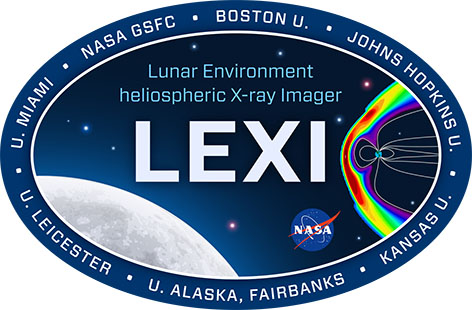 U. MIAMI • NASA GSFC • BOSTON U. • JOHNS HOPKINS U.
Lunar Environment
heliospheric X-ray Imager
LEXI
NASA
U. LEICESTER • U. ALASKA, FAIRBANKS • KANSAS U.